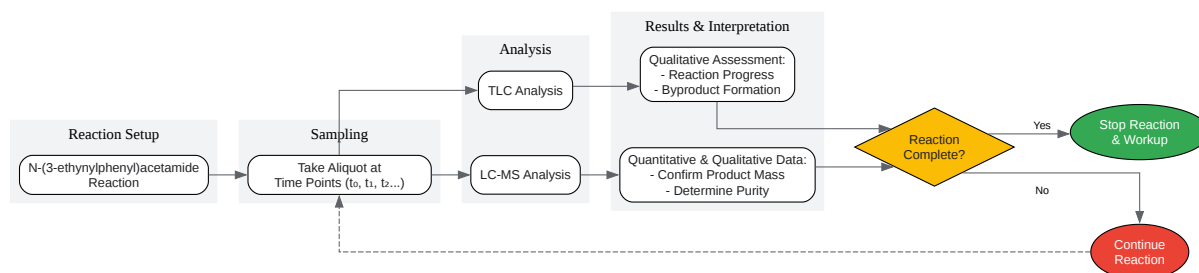 Reaction Setup
N-(3-ethynylphenyl)acetamide
Reaction
Sampling
Take Aliquot at
Time Points (t₀, t₁, t₂...)
Analysis
TLC Analysis
LC-MS Analysis
Results & Interpretation
Qualitative Assessment:
- Reaction Progress
- Byproduct Formation
Quantitative & Qualitative Data:
- Confirm Product Mass
- Determine Purity
Reaction
Complete?
Yes
Stop Reaction
& Workup
No
Continue
Reaction